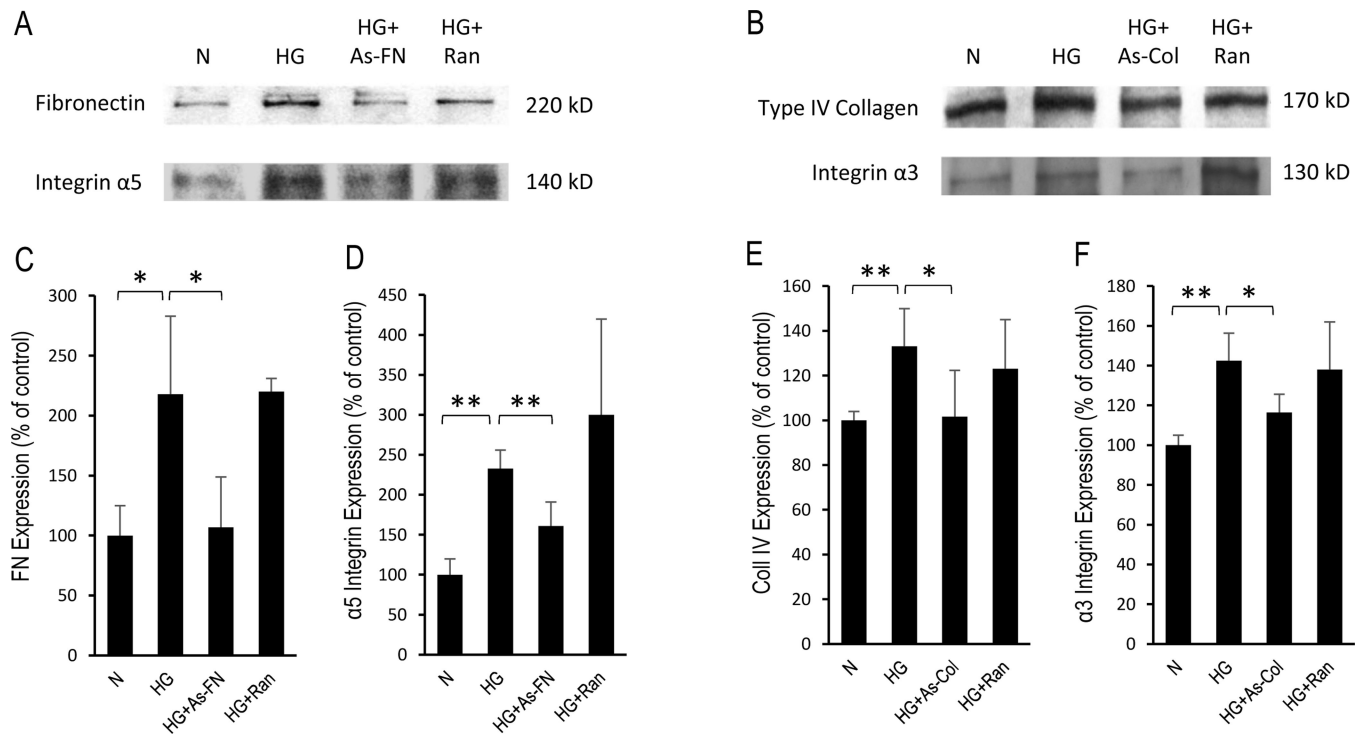 A
N
HG
HG+
As-FN
HG+
Ran
Fibronectin
220 kD
Integrin α5
140 kD
B
N
HG
HG+
As-Col
HG+
Ran
Type IV Collagen
170 kD
Integrin α3
130 kD
C
FN Expression (% of control)
300
250
200
150
100
50
0
*
*
N
HG
HG+As-FN
HG+Ran
D
α5 Integrin Expression (% of control)
450
400
350
300
250
200
150
100
50
0
**
**
N
HG
HG+As-FN
HG+Ran
E
Coll IV Expression (% of control)
160
140
120
100
80
60
40
20
0
**
*
N
HG
HG+As-Col
HG+Ran
F
α3 Integrin Expression (% of control)
180
160
140
120
100
80
60
40
20
0
**
*
N
HG
HG+As-Col
HG+Ran